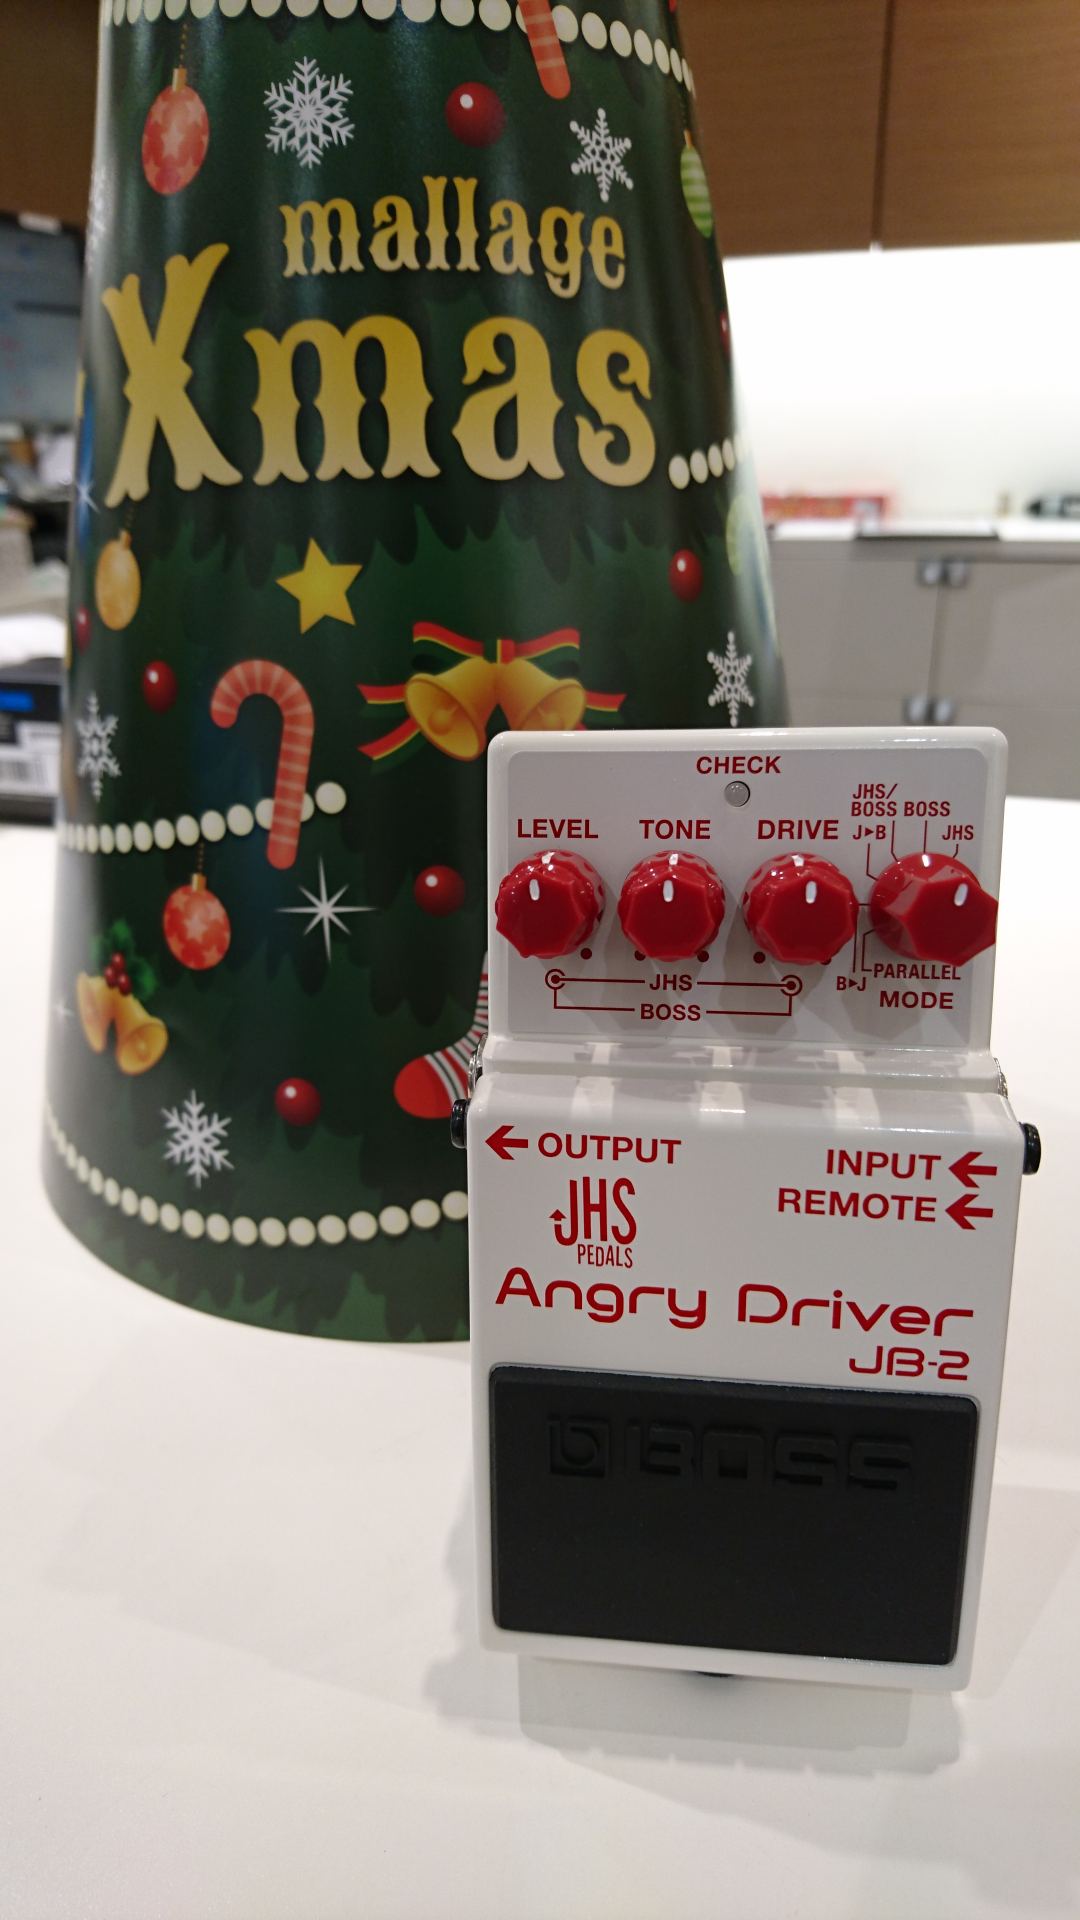 mallage
Xmas
CHECK
LEVEL TONE DRIVE
JHS/
BOSS BOSS
J▶B JHS
PARALLEL
B▶J
MODE
JHS
BOSS
← OUTPUT
INPUT ←
REMOTE ←
JHS
PEDALS
Angry Driver
JB-2
BOSS